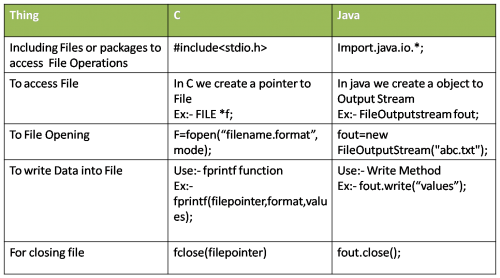 Thing C Java
Including Files or packages to
access File Operations
#include<stdio.h>
Import.java.io.*;
To access File
In C we create a pointer to
File
Ex:- FILE *f;
In java we create a object to
Output Stream
Ex:- FileOutputstream fout;
To File Opening
F=fopen(“filename.format”,
mode);
fout=new
FileOutputStream("abc.txt");
To write Data into File
Use:- fprintf function
Ex:-
fprintf(filepointer,format,valu
es);
Use:- Write Method
Ex:- fout.write(“values”);
For closing file
fclose(filepointer)
fout.close();